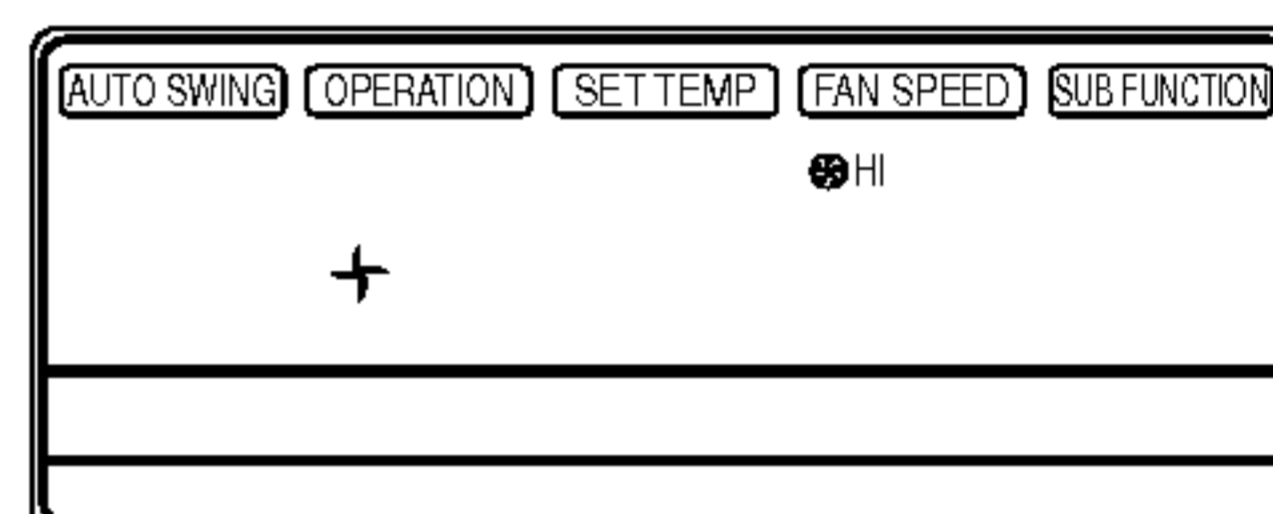 AUTO SWING OPERATION SET TEMP FAN SPEED SUB FUNCTION
HI